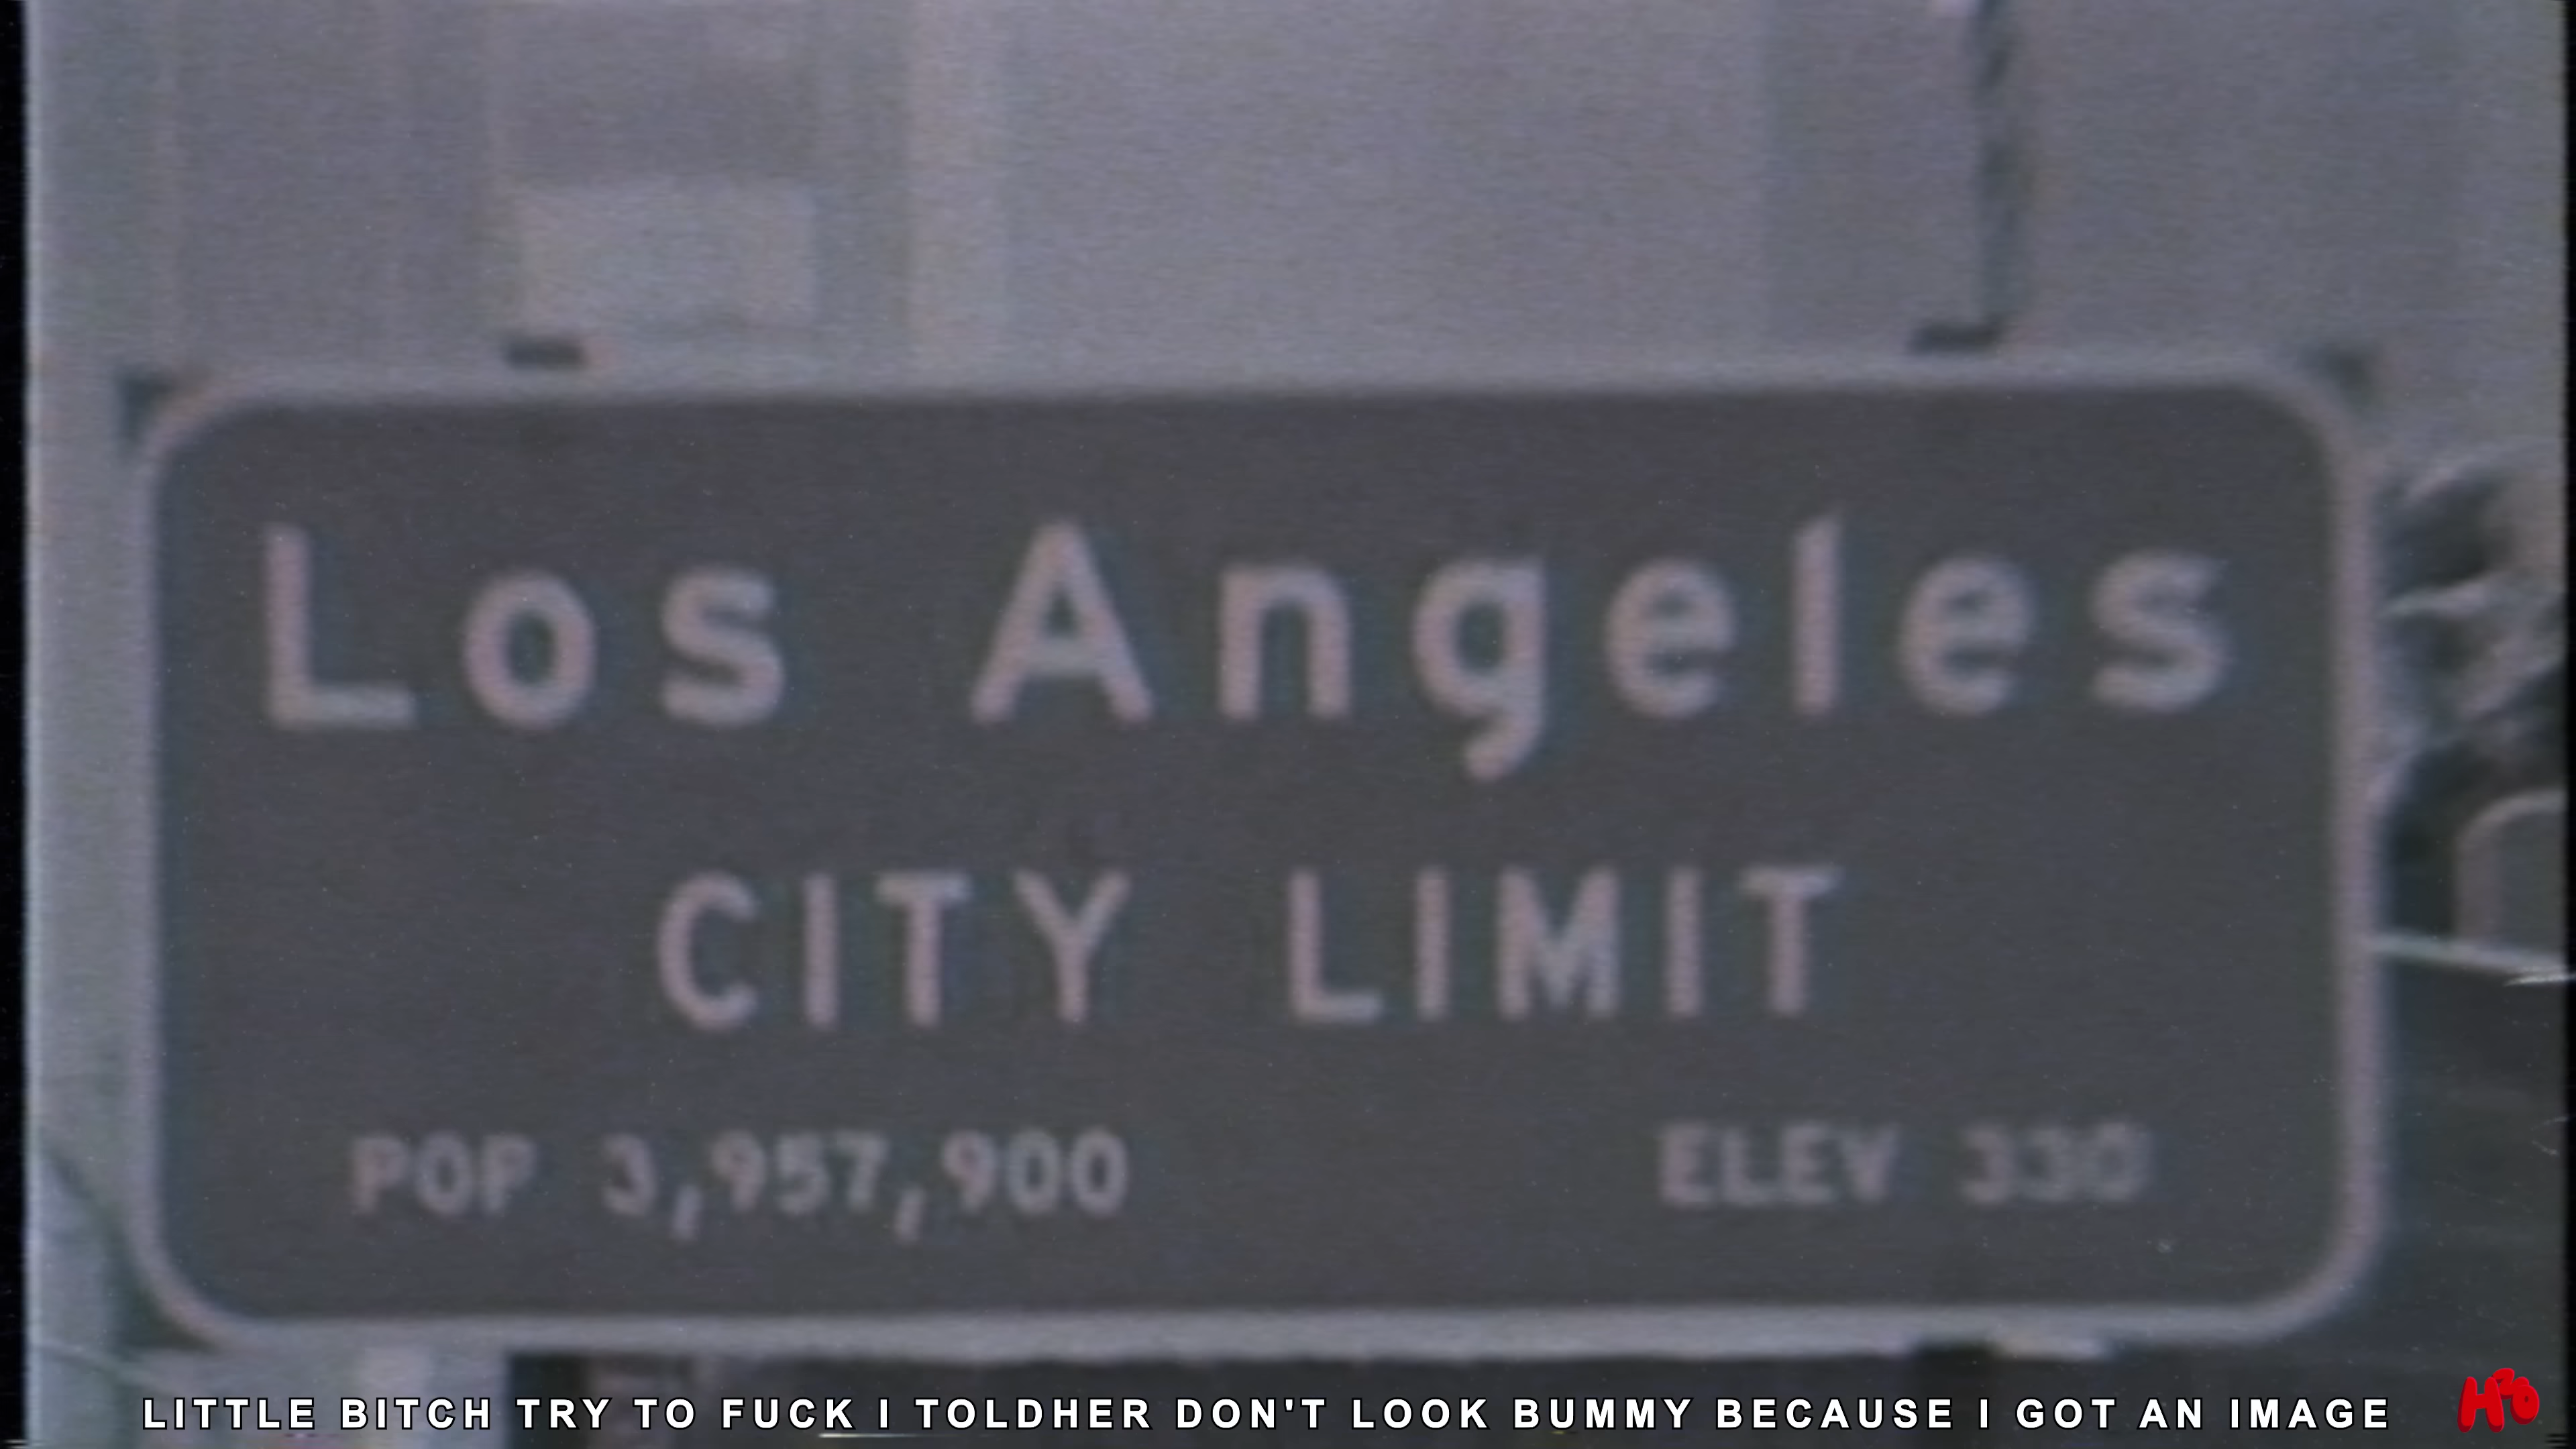 Los Angeles
CITY LIMIT
POP 3,957,900 ELEV 330
LITTLE BITCH TRY TO FUCK I TOLDHER DON'T LOOK BUMMY BECAUSE I GOT AN IMAGE
H20